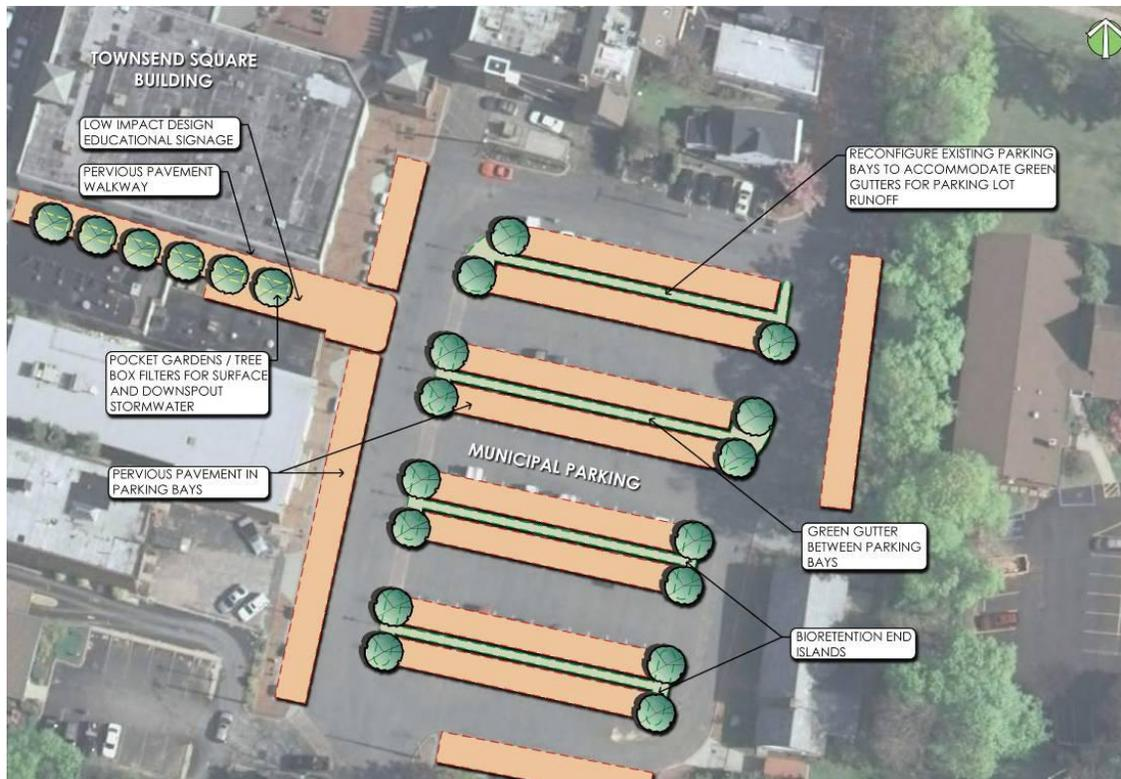 TOWNSEND SQUARE
BUILDING
LOW IMPACT DESIGN
EDUCATIONAL SIGNAGE
PERVIOUS PAVEMENT
WALKWAY
RECONFIGURE EXISTING PARKING
BAYS TO ACCOMMODATE GREEN
GUTTERS FOR PARKING LOT
RUNOFF
POCKET GARDENS / TREE
BOX FILTERS FOR SURFACE
AND DOWNSPOUT
STORMWATER
PERVIOUS PAVEMENT IN
PARKING BAYS
MUNICIPAL PARKING
GREEN GUTTER
BETWEEN PARKING
BAYS
BIORETENTION END
ISLANDS